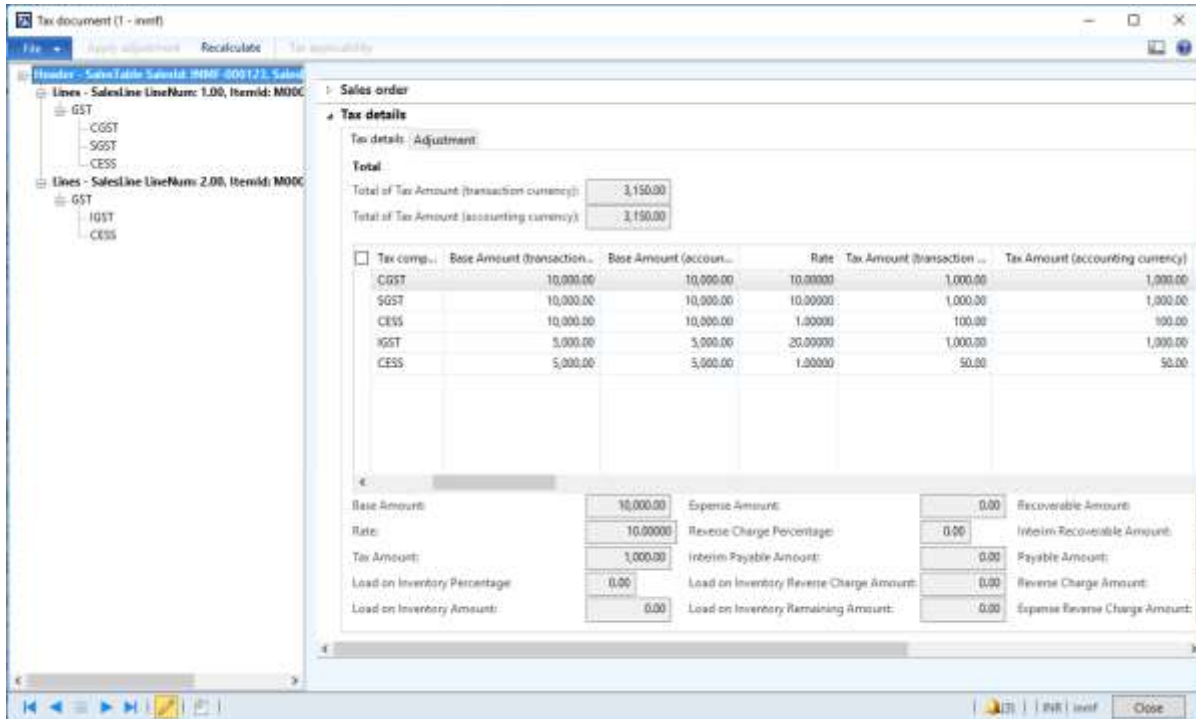 Tax document (1 - inmf)
File Apply adjustment Recalculate Tax applicability
Header - SalesTable SalesId: INMF-000123, Sales
Lines - SalesLine LineNum: 1.00, ItemId: M000
GST
CGST
SGST
CESS
Lines - SalesLine LineNum: 2.00, ItemId: M000
GST
IGST
CESS
Sales order
Tax details
Tax details Adjustment
Total
Total of Tax Amount (transaction currency): 3,150.00
Total of Tax Amount (accounting currency): 3,150.00
Tax comp... Base Amount (transaction... Base Amount (accoun... Rate Tax Amount (transaction ... Tax Amount (accounting currency)
CGST 10,000.00 10,000.00 10.00000 1,000.00 1,000.00
SGST 10,000.00 10,000.00 10.00000 1,000.00 1,000.00
CESS 10,000.00 10,000.00 1.00000 100.00 100.00
IGST 5,000.00 5,000.00 20.00000 1,000.00 1,000.00
CESS 5,000.00 5,000.00 1.00000 50.00 50.00
Base Amount: 10,000.00 Expense Amount: 0.00 Recoverable Amount:
Rate: 10.00000 Reverse Charge Percentage: 0.00 Interim Recoverable Amount:
Tax Amount: 1,000.00 Interim Payable Amount: 0.00 Payable Amount:
Load on Inventory Percentage: 0.00 Load on Inventory Reverse Charge Amount: 0.00 Reverse Charge Amount:
Load on Inventory Amount: 0.00 Load on Inventory Remaining Amount: 0.00 Expense Reverse Charge Amount:
(3) INR inmf Close